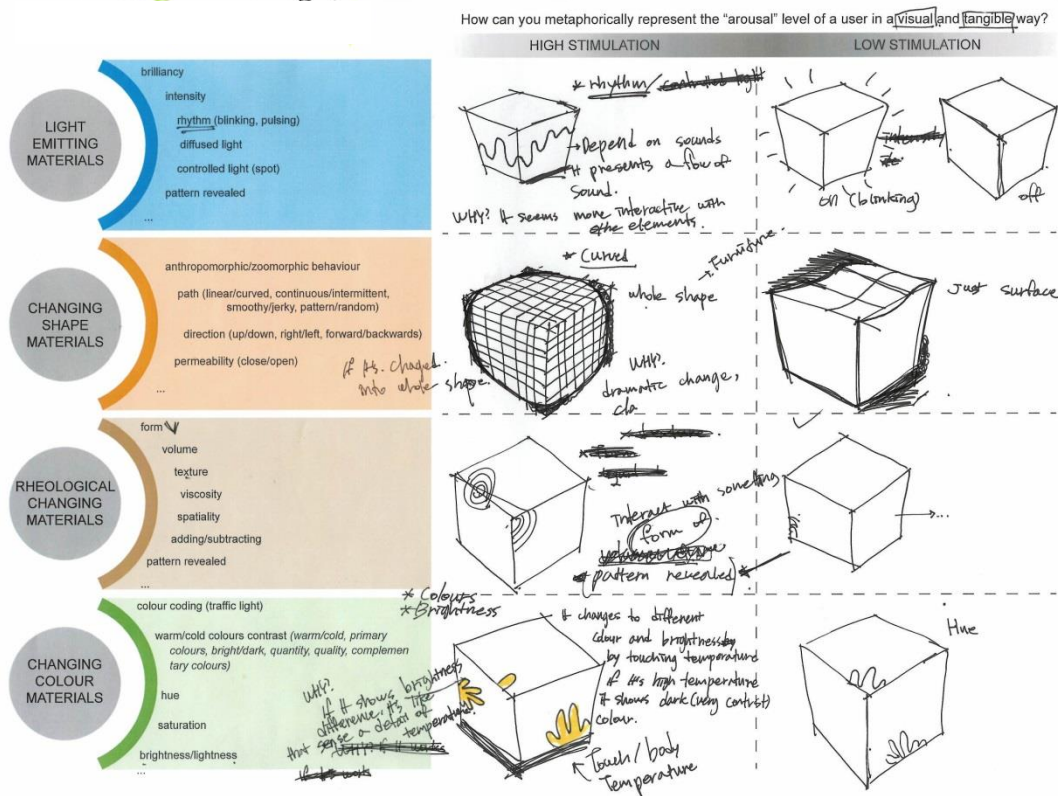 How can you metaphorically represent the “arousal” level of a user in a visual and tangible way?
HIGH STIMULATION
LOW STIMULATION
LIGHT
EMITTING
MATERIALS
brilliancy
intensity
rhythm (blinking, pulsing)
diffused light
controlled light (spot)
pattern revealed
...
* rhythm/
→ Depend on sounds
It presents a flow of
sound.
WHY? It seems more interactive with
elements.
on (blinking)
off
CHANGING
SHAPE
MATERIALS
anthropomorphic/zoomorphic behaviour
path (linear/curved, continuous/intermittent,
smoothy/jerky, pattern/random)
direction (up/down, right/left, forward/backwards)
permeability (close/open)
...
if its changed
into whole shape.
* Curved
→ Furniture.
whole shape
WHY.
dramatic change,
Just surface
RHEOLOGICAL
CHANGING
MATERIALS
form
volume
texture
viscosity
spatiality
adding/subtracting
pattern revealed
...
Interact with something
form of.
* (pattern revealed) *
→...
CHANGING
COLOUR
MATERIALS
colour coding (traffic light)
warm/cold colours contrast (warm/cold, primary
colours, bright/dark, quantity, quality, complemen
tary colours)
hue
saturation
brightness/lightness
...
* Colours
* Brightness
WHY?
If it shows brightness
difference, its like
that sense a detail of
temperature.
It changes to different
colour and brightness by
by touching temperature
if its high temperature
It shows dark (very contrist)
colour.
Touch/body
Temperature
Hue